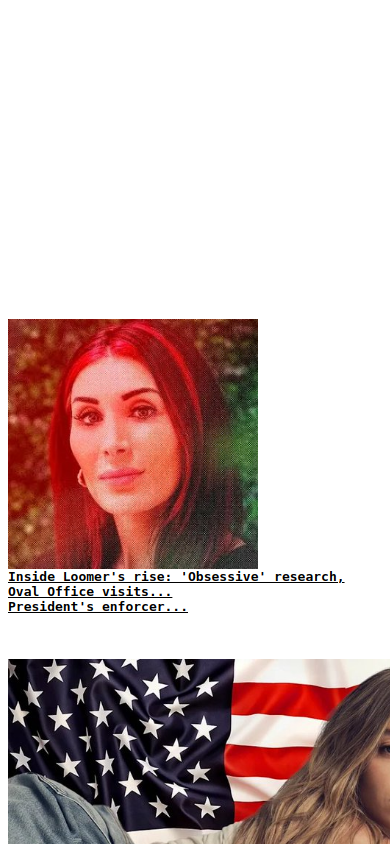 Inside Loomer's rise: 'Obsessive' research,
Oval Office visits...
President's enforcer...